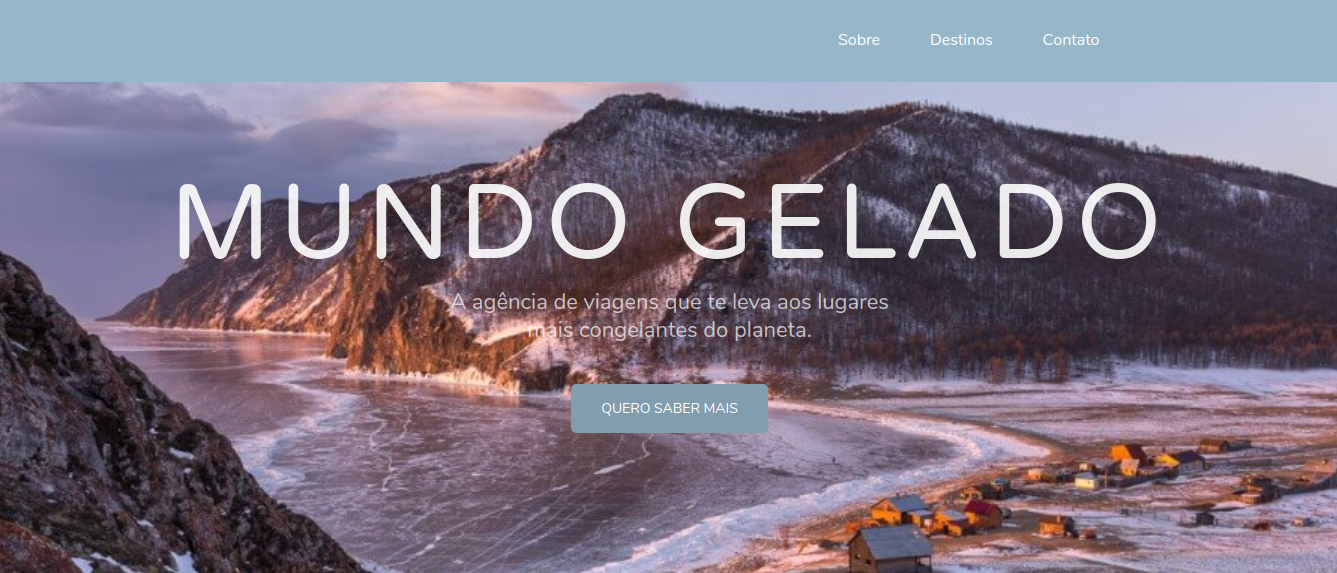 Sobre Destinos Contato
MUNDO GELADO
A agência de viagens que te leva aos lugares
mais congelantes do planeta.
QUERO SABER MAIS